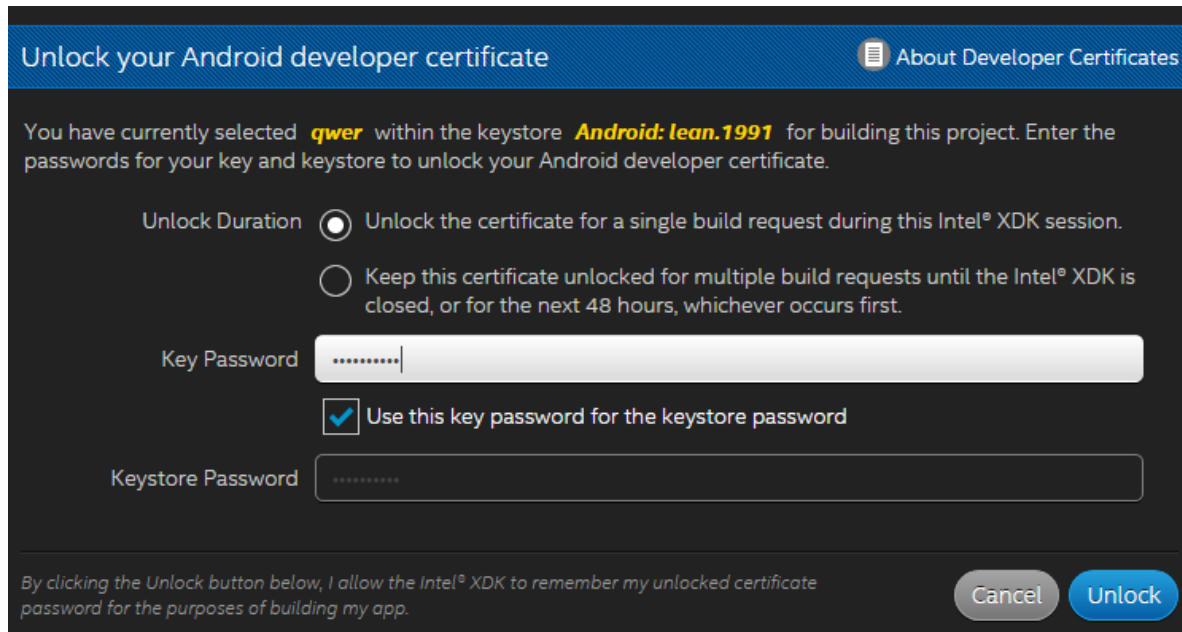 Unlock your Android developer certificate
About Developer Certificates
You have currently selected qwer within the keystore Android: lean.1991 for building this project. Enter the
passwords for your key and keystore to unlock your Android developer certificate.
Unlock Duration
Unlock the certificate for a single build request during this Intel® XDK session.
Keep this certificate unlocked for multiple build requests until the Intel® XDK is
closed, or for the next 48 hours, whichever occurs first.
Key Password
Use this key password for the keystore password
Keystore Password
By clicking the Unlock button below, I allow the Intel® XDK to remember my unlocked certificate
password for the purposes of building my app.
Cancel
Unlock